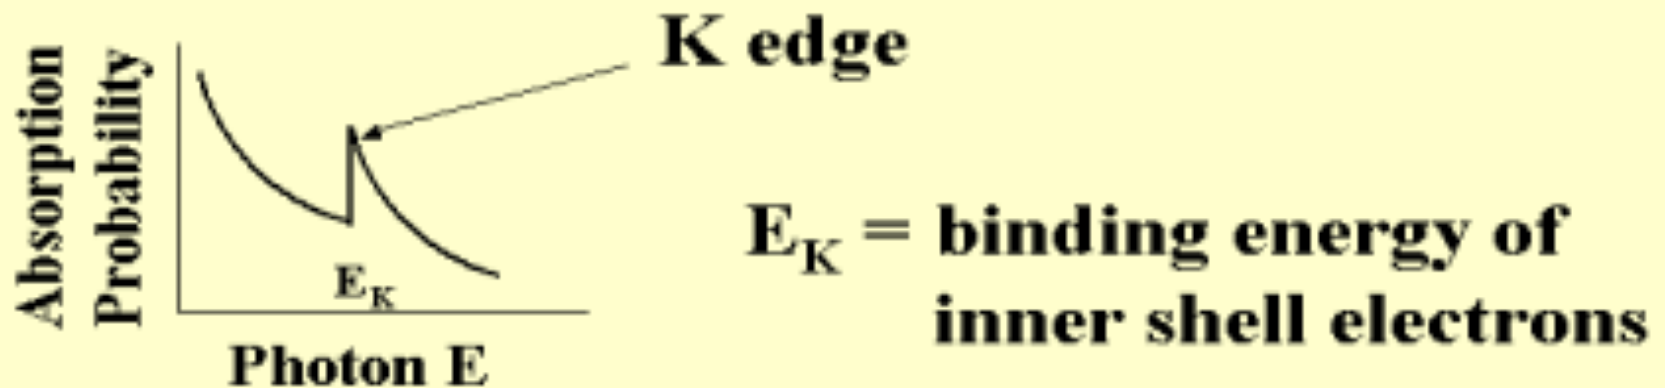 Absorption
Probability
K edge
E_K
Photon E
E_K = binding energy of
inner shell electrons